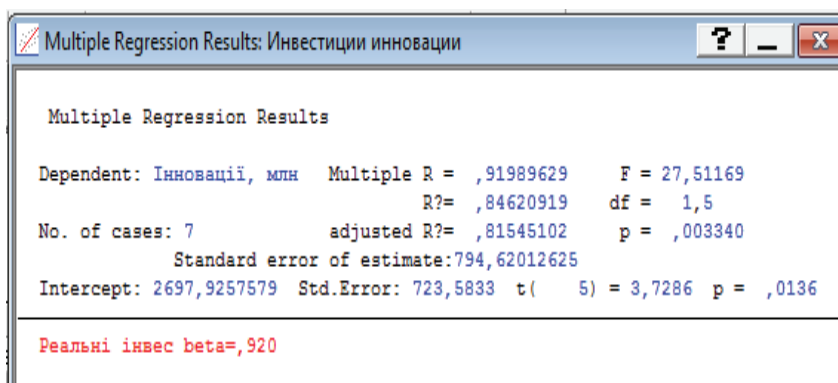 Multiple Regression Results: Инвестиции инновации
Multiple Regression Results
Dependent: Інновації, млн Multiple R = ,91989629 F = 27,51169
R?= ,84620919 df = 1,5
No. of cases: 7 adjusted R?= ,81545102 p = ,003340
Standard error of estimate:794,62012625
Intercept: 2697,9257579 Std.Error: 723,5833 t( 5) = 3,7286 p = ,0136
Реальні інвес beta=,920